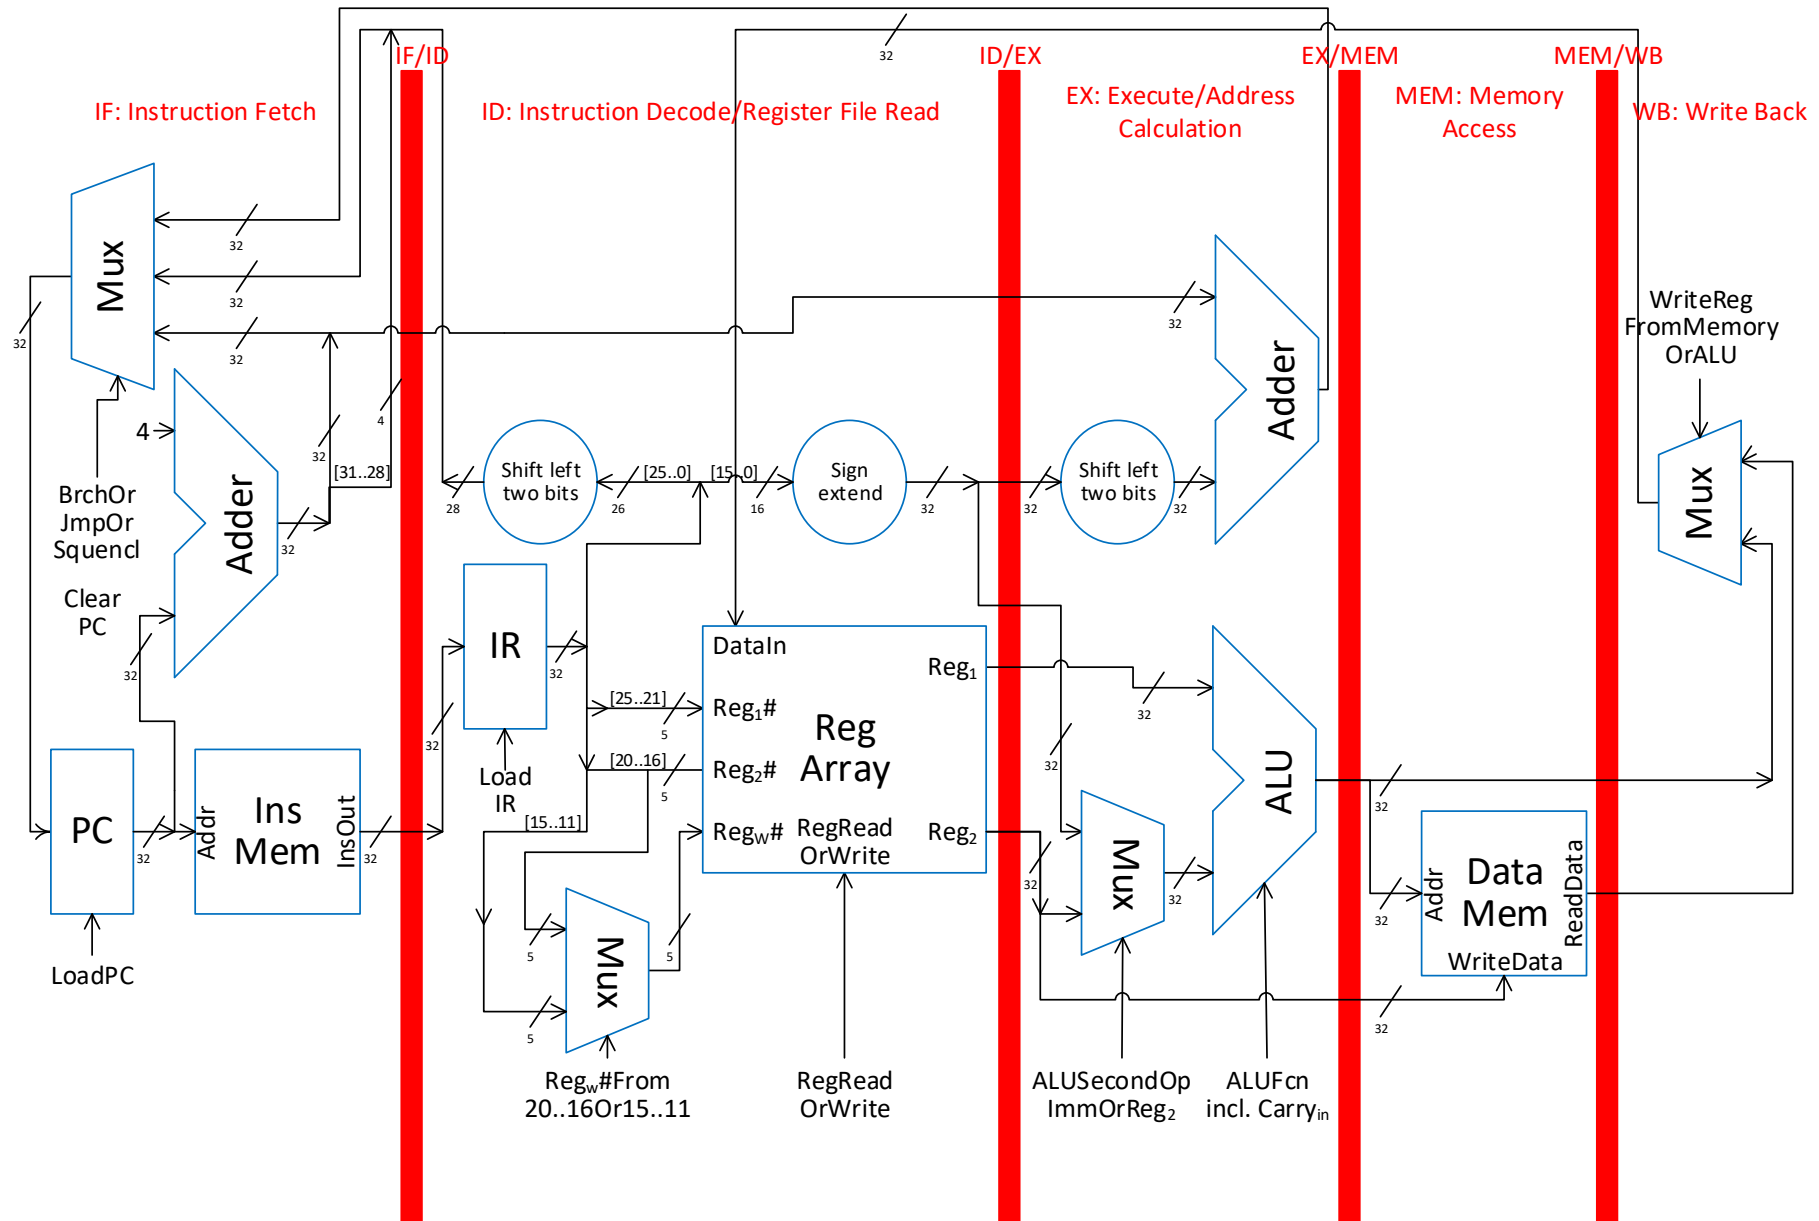 32
IF/ID
ID/EX
EX/MEM
MEM/WB
IF: Instruction Fetch
ID: Instruction Decode/Register File Read
EX: Execute/Address
Calculation
MEM: Memory
Access
WB: Write Back
Mux
32
32
32
32
32
WriteReg
FromMemory
OrALU
4
Adder
32
32
[31..28]
4
Adder
BrchOr
JmpOr
Squencl
Shift left
two bits
28
[25..0]
26
[15..0]
16
Sign
extend
32
32
Shift left
two bits
32
Mux
Clear
PC
32
IR
32
32
Load
IR
DataIn
Reg1#
Reg2#
RegW#
Reg
Array
RegRead
OrWrite
Reg1
Reg2
[25..21]
5
[20..16]
5
[15..11]
32
32
32
ALU
32
PC
32
Addr
Ins
Mem
InsOut
32
LoadPC
5
5
Mux
5
Mux
32
32
Addr
Data
Mem
ReadData
WriteData
32
Regw#From
20..16Or15..11
RegRead
OrWrite
ALUSecondOp
ImmOrReg2
ALUFcn
incl. Carryin